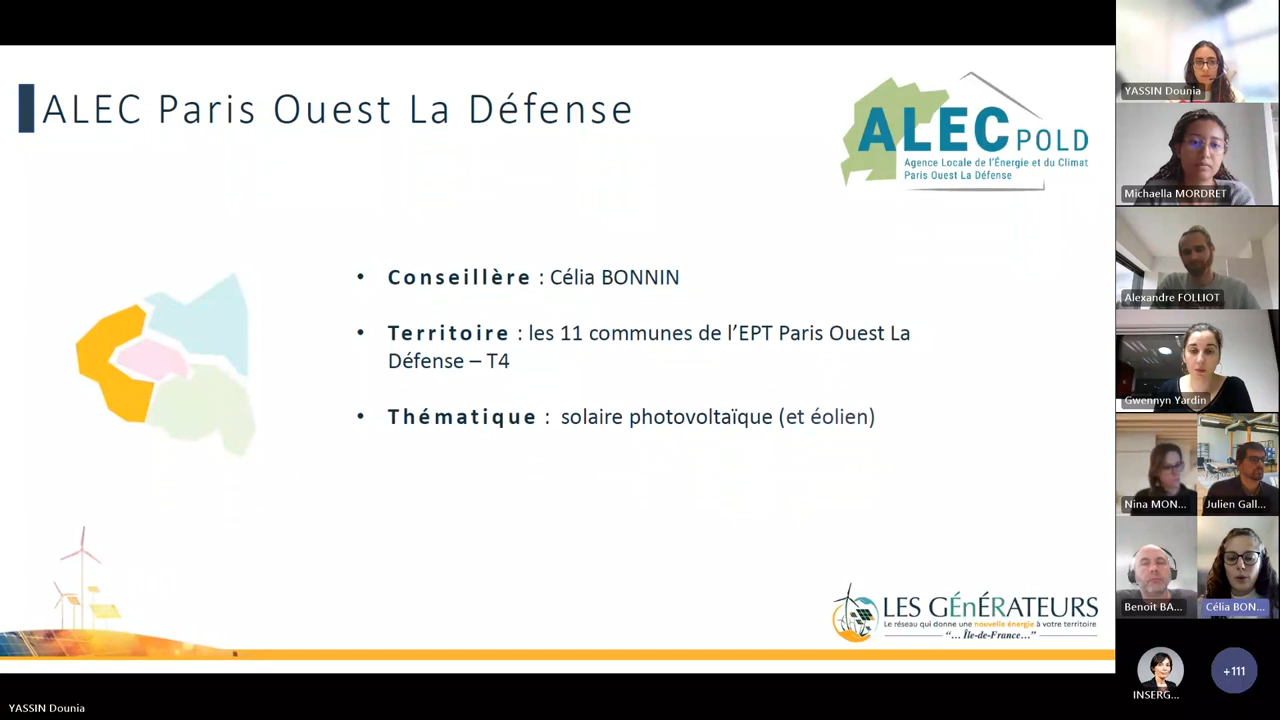 ALEC Paris Ouest La Défense
ALEC POLD
Agence Locale de l'Énergie et du Climat
Paris Ouest La Défense
• Conseillère : Célia BONNIN
• Territoire : les 11 communes de l'EPT Paris Ouest La
Défense – T4
• Thématique : solaire photovoltaïque (et éolien)
LES GÉnÉRATEURS
Le réseau qui donne une nouvelle énergie à votre territoire
“... Île-de-France...”
YASSIN Dounia
YASSIN Dounia
Michaella MORDRET
Alexandre FOLLIOT
Gwennyn Yardin
Nina MON...
Julien Gall...
Benoit BA...
Célia BON...
INSERG...
+111